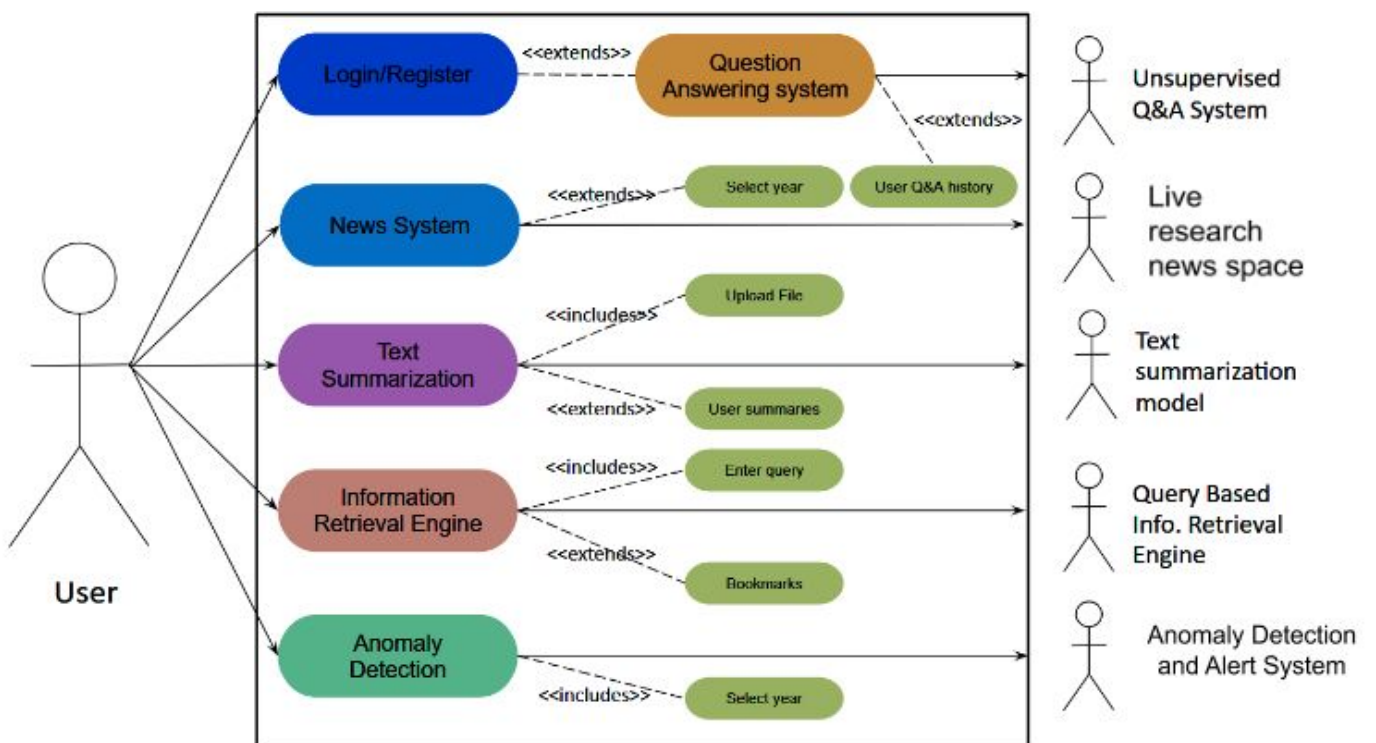 Login/Register
<<extends>>
Question
Answering system
<<extends>>
Unsupervised
Q&A System
News System
<<extends>>
Select year
User Q&A history
Live
research
news space
Text
Summarization
<<includes>>
Upload File
<<extends>>
User summaries
Text
summarization
model
Information
Retrieval Engine
<<includes>>
Enter query
<<extends>>
Bookmarks
Query Based
Info. Retrieval
Engine
User
Anomaly
Detection
<<includes>>
Select year
Anomaly Detection
and Alert System